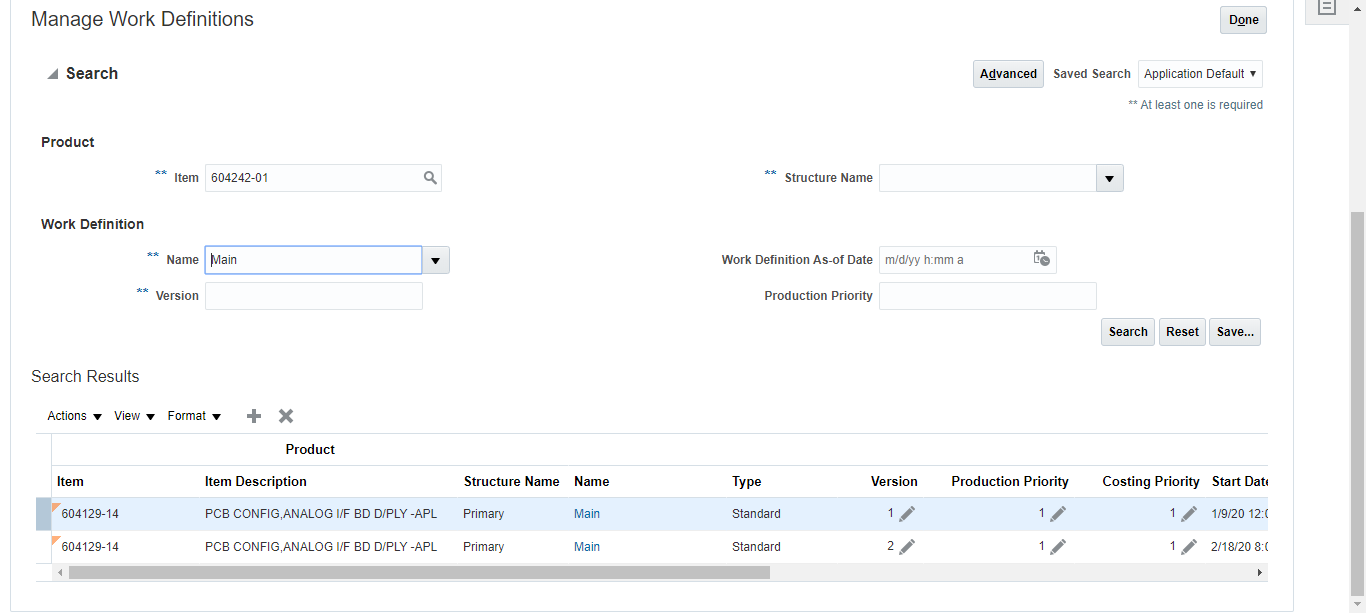 Manage Work Definitions
Done
Search
Advanced Saved Search Application Default
** At least one is required
Product
** Item 604242-01
** Structure Name
Work Definition
** Name Main
Work Definition As-of Date m/d/yy h:mm a
** Version
Production Priority
Search Reset Save...
Search Results
Actions View Format
Product
Item Item Description Structure Name Name Type Version Production Priority Costing Priority Start Date
604129-14 PCB CONFIG,ANALOG I/F BD D/PLY -APL Primary Main Standard 1 1 1 1/9/20 12:0
604129-14 PCB CONFIG,ANALOG I/F BD D/PLY -APL Primary Main Standard 2 1 1 2/18/20 8:0